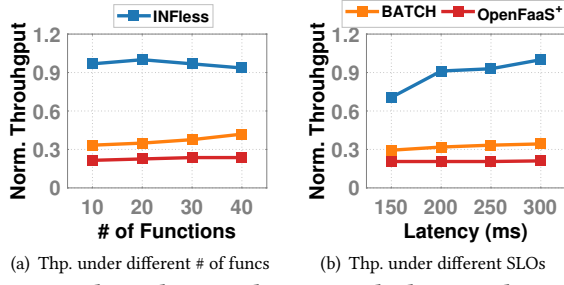 INFless
BATCH OpenFaaS+
Norm. Throuhgput
1.2
0.9
0.6
0.3
0
10 20 30 40
# of Functions
(a) Thp. under different # of funcs
Norm. Throuhgput
1.2
0.9
0.6
0.3
0
150 200 250 300
Latency (ms)
(b) Thp. under different SLOs